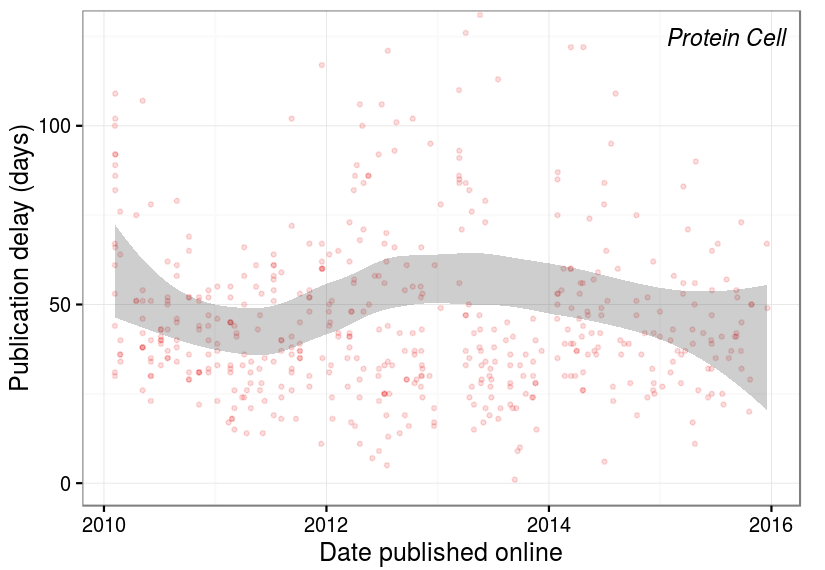 Protein Cell
Publication delay (days)
100
50
0
2010
2012
2014
2016
Date published online